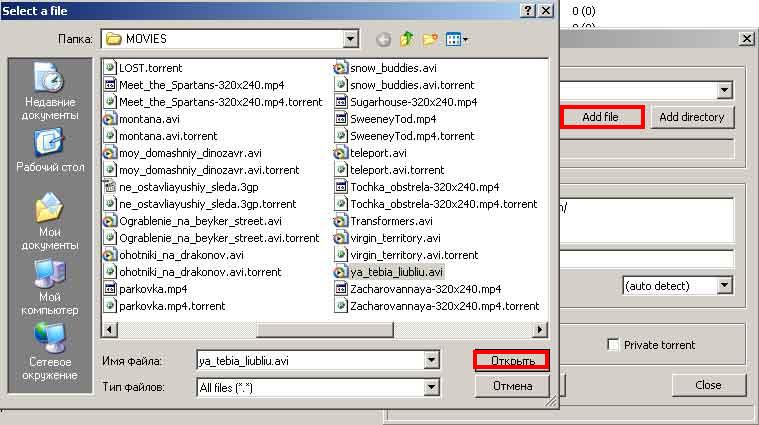 Select a file
0 (0)
Папка:
MOVIES
Недавние
документы
Рабочий стол
Мои
документы
Мой
компьютер
Сетевое
окружение
LOST.torrent
Meet_the_Spartans-320x240.mp4
Meet_the_Spartans-320x240.mp4.torrent
montana.avi
montana.avi.torrent
moy_domashniy_dinozavr.avi
moy_domashniy_dinozavr.avi.torrent
ne_ostavliayushiy_sleda.3gp
ne_ostavliayushiy_sleda.3gp.torrent
Ograblenie_na_beyker_street.avi
Ograblenie_na_beyker_street.avi.torrent
ohotniki_na_drakonov.avi
ohotniki_na_drakonov.avi.torrent
parkovka.mp4
parkovka.mp4.torrent
snow_buddies.avi
snow_buddies.avi.torrent
Sugarhouse-320x240.mp4
SweeneyTod.mp4
SweeneyTod.mp4.torrent
teleport.avi
teleport.avi.torrent
Tochka_obstrela-320x240.mp4
Tochka_obstrela-320x240.mp4.torrent
Transformers.avi
virgin_territory.avi
virgin_territory.avi.torrent
ya_tebia_liubliu.avi
Zacharovannaya-320x240.mp4
Zacharovannaya-320x240.mp4.torrent
Имя файла:
ya_tebia_liubliu.avi
Открыть
Тип файлов:
All files (*.*)
Отмена
Add file
Add directory
(auto detect)
Private torrent
Close